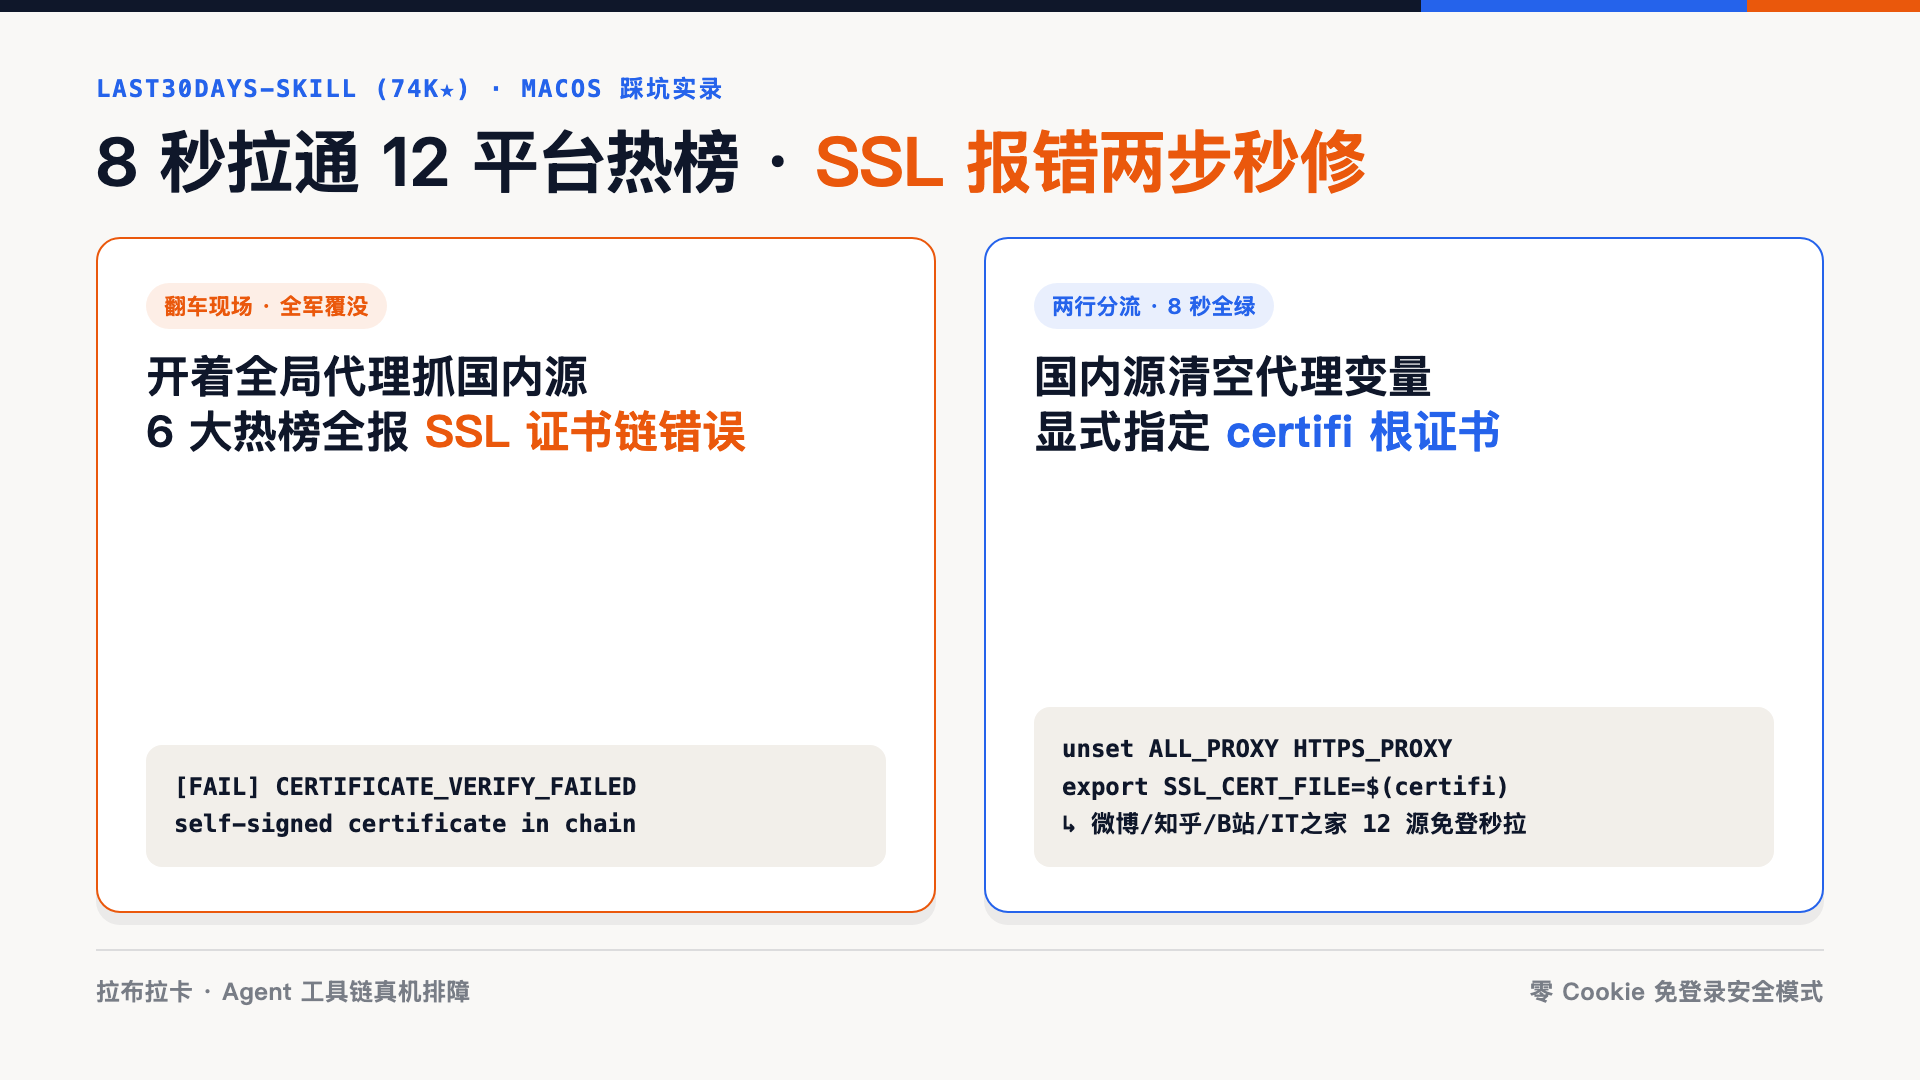 LAST30DAYS-SKILL (74K★) · MACOS 踩坑实录
8 秒拉通 12 平台热榜 · SSL 报错两步秒修
翻车现场 · 全军覆没
开着全局代理抓国内源
6 大热榜全报 SSL 证书链错误
[FAIL] CERTIFICATE_VERIFY_FAILED
self-signed certificate in chain
两行分流 · 8 秒全绿
国内源清空代理变量
显式指定 certifi 根证书
unset ALL_PROXY HTTPS_PROXY
export SSL_CERT_FILE=$(certifi)
↳ 微博/知乎/B站/IT之家 12 源免登秒拉
拉布拉卡 · Agent 工具链真机排障
零 Cookie 免登录安全模式